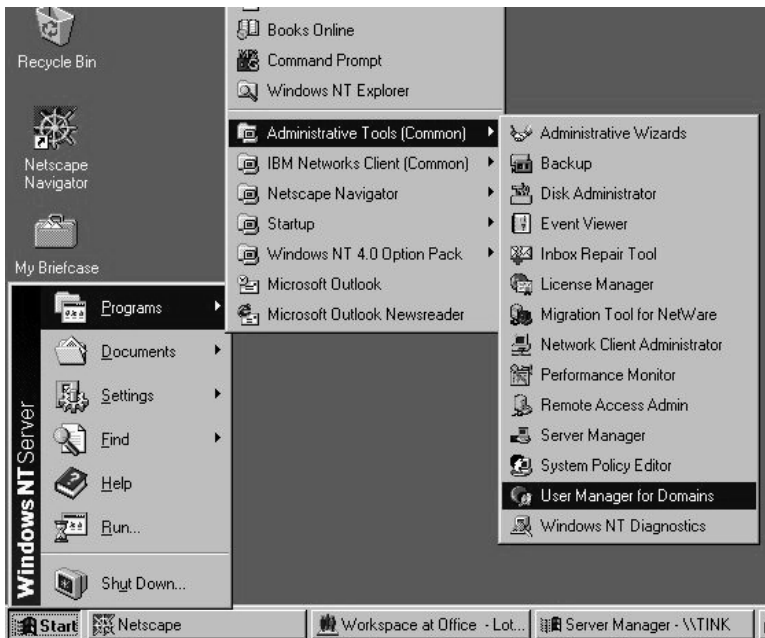 Recycle Bin
Netscape
Navigator
My Briefcase
Books Online
Command Prompt
Windows NT Explorer
Administrative Tools (Common)
IBM Networks Client (Common)
Netscape Navigator
Startup
Windows NT 4.0 Option Pack
Microsoft Outlook
Microsoft Outlook Newsreader
Administrative Wizards
Backup
Disk Administrator
Event Viewer
Inbox Repair Tool
License Manager
Migration Tool for NetWare
Network Client Administrator
Performance Monitor
Remote Access Admin
Server Manager
System Policy Editor
User Manager for Domains
Windows NT Diagnostics
Programs
Documents
Settings
Find
Help
Run...
Shut Down...
Windows NT Server
Start
Netscape
Workspace at Office - Lot...
Server Manager - \\TINK